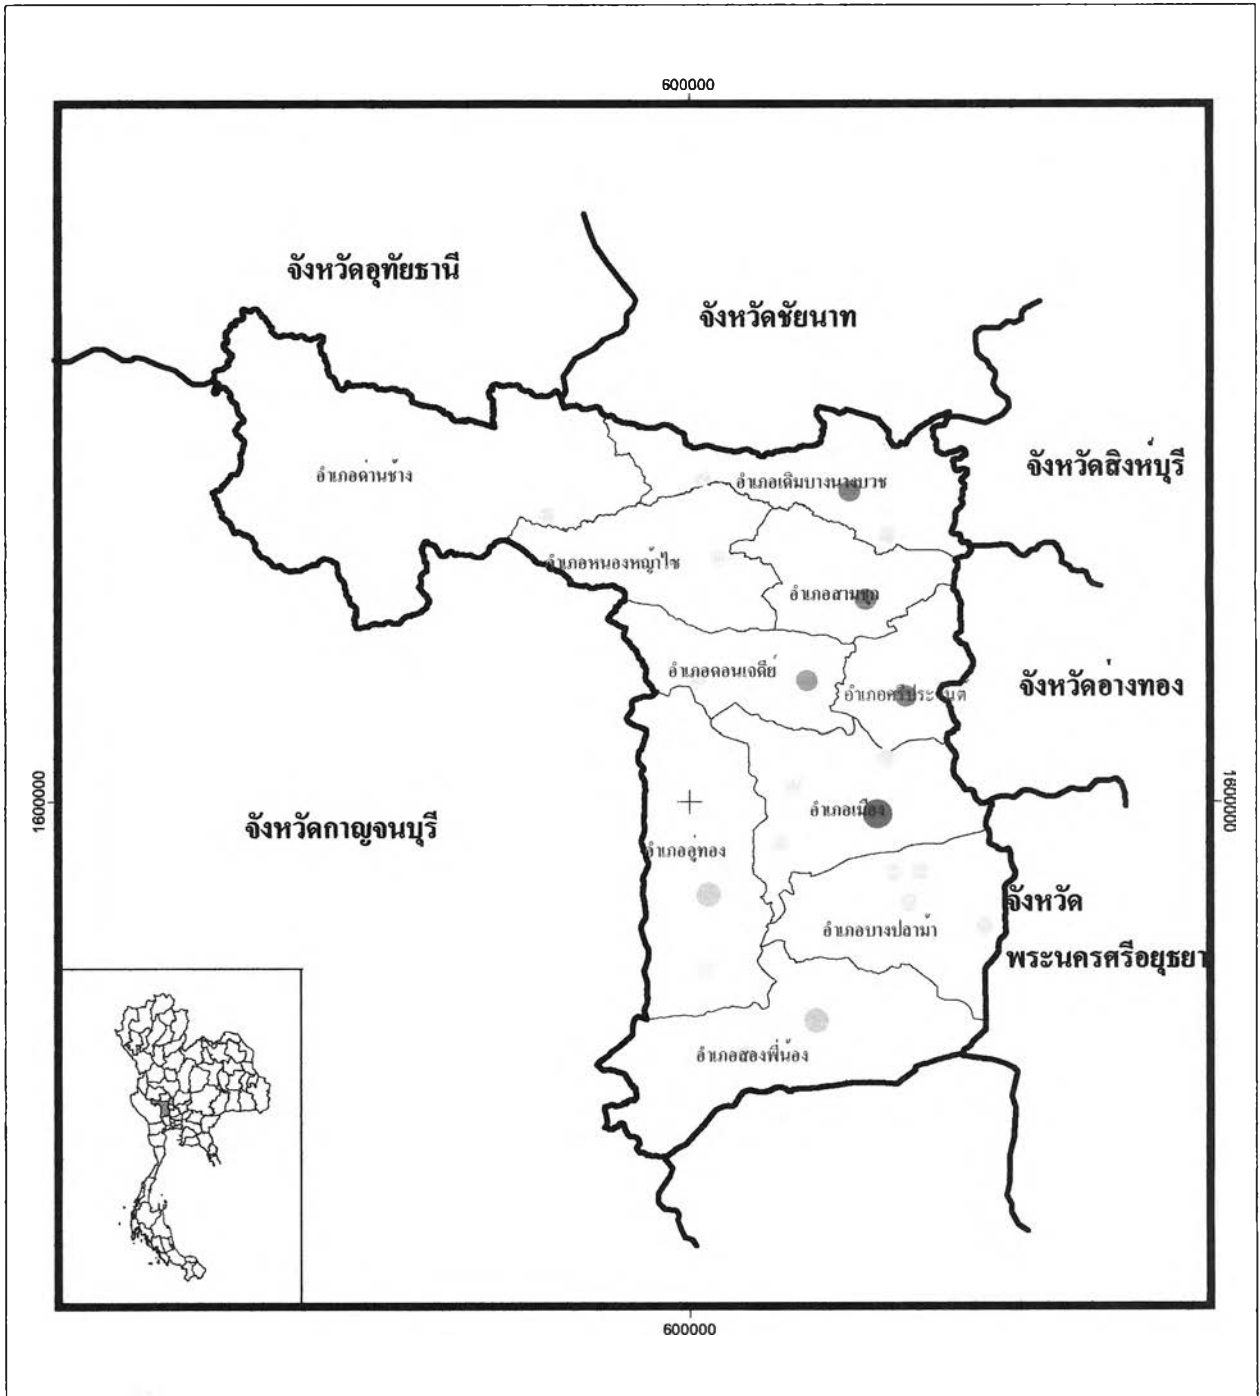 600000
จังหวัดอุทัยธานี
จังหวัดชัยนาท
จังหวัดสิงห์บุรี
อำเภอด่านช้าง
อำเภอเดิมบางนางบวช
อำเภอหนองหญ้าไซ
อำเภอสามชุก
อำเภอดอนเจดีย์
อำเภอศรีประจันต์
จังหวัดอ่างทอง
1600000
1600000
จังหวัดกาญจนบุรี
อำเภอเมือง
อำเภออู่ทอง
จังหวัด
พระนครศรีอยุธยา
อำเภอบางปลาม้า
อำเภอสองพี่น้อง
600000